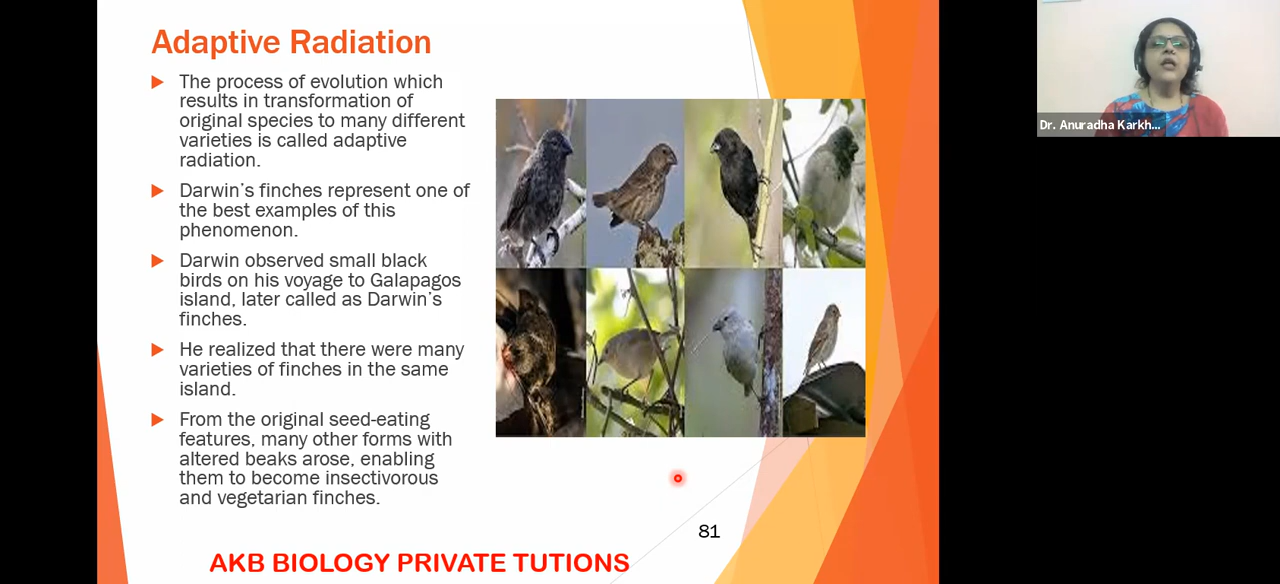 Adaptive Radiation
The process of evolution which
results in transformation of
original species to many different
varieties is called adaptive
radiation.
Darwin's finches represent one of
the best examples of this
phenomenon.
Darwin observed small black
birds on his voyage to Galapagos
island, later called as Darwin's
finches.
He realized that there were many
varieties of finches in the same
island.
From the original seed-eating
features, many other forms with
altered beaks arose, enabling
them to become insectivorous
and vegetarian finches.
81
AKB BIOLOGY PRIVATE TUTIONS
Dr. Anuradha Karkh...